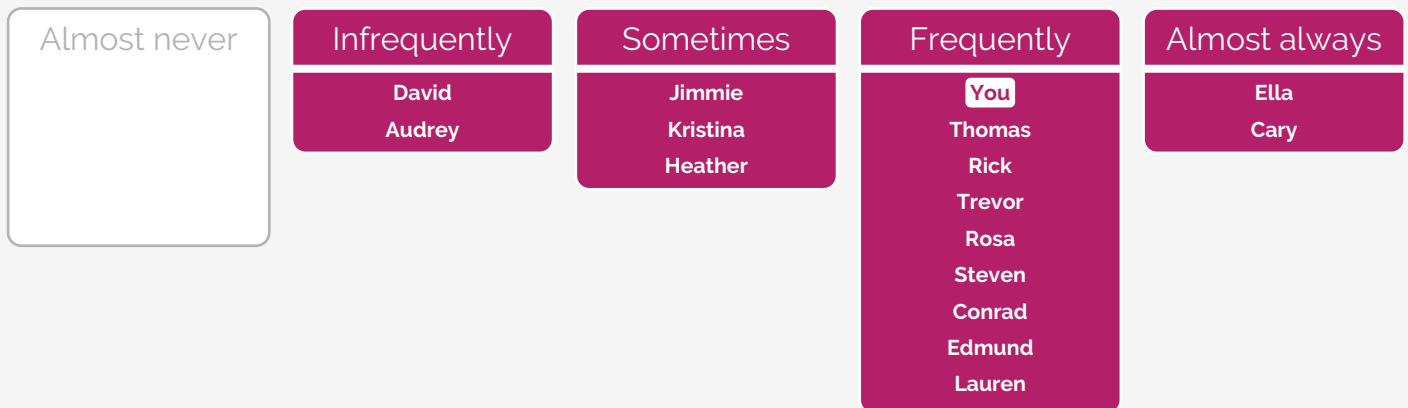 Almost never
Infrequently
David
Audrey
Sometimes
Jimmie
Kristina
Heather
Frequently
You
Thomas
Rick
Trevor
Rosa
Steven
Conrad
Edmund
Lauren
Almost always
Ella
Cary